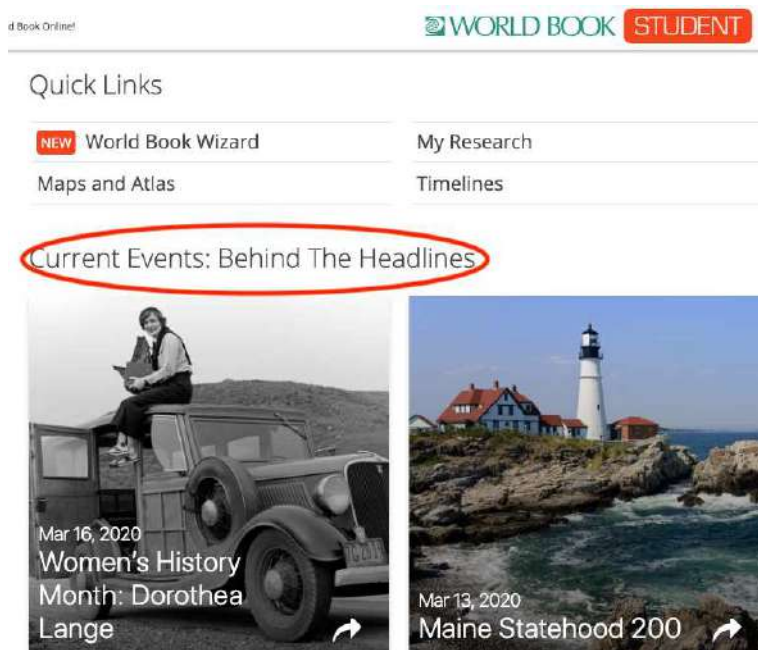 d Book Online!
WORLD BOOK STUDENT
Quick Links
NEW World Book Wizard
My Research
Maps and Atlas
Timelines
Current Events: Behind The Headlines
Mar 16, 2020
Women's History
Month: Dorothea
Lange
Mar 13, 2020
Maine Statehood 200